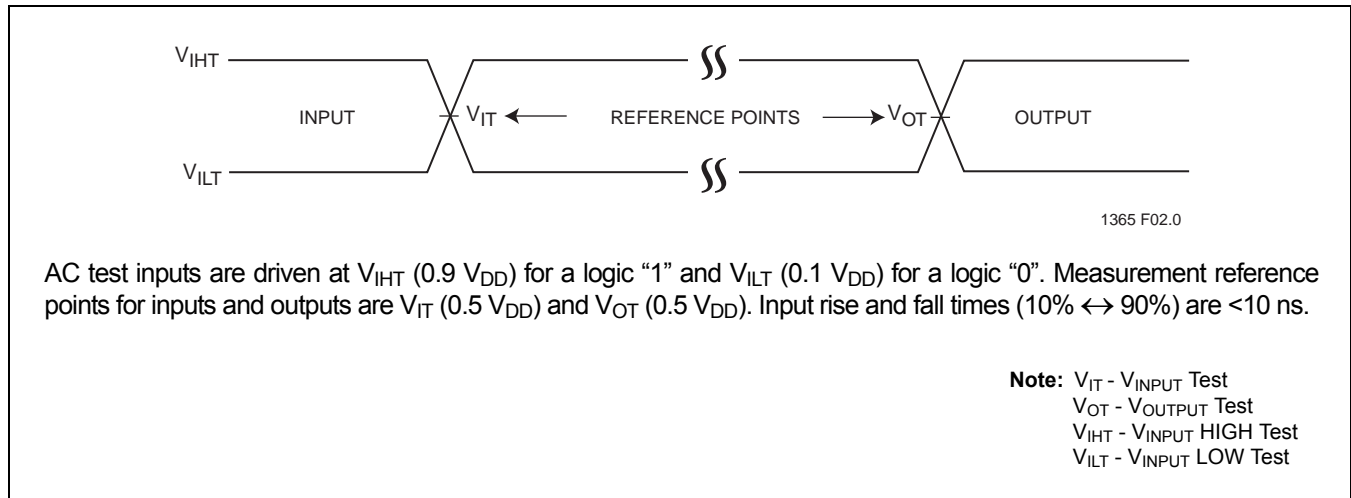 VIHT
INPUT VIT REFERENCE POINTS VOT OUTPUT
VILT
1365 F02.0
AC test inputs are driven at VIHT (0.9 VDD) for a logic “1” and VILT (0.1 VDD) for a logic “0”. Measurement reference
points for inputs and outputs are VIT (0.5 VDD) and VOT (0.5 VDD). Input rise and fall times (10% ↔ 90%) are <10 ns.
Note: VIT - VINPUT Test
VOT - VOUTPUT Test
VIHT - VINPUT HIGH Test
VILT - VINPUT LOW Test